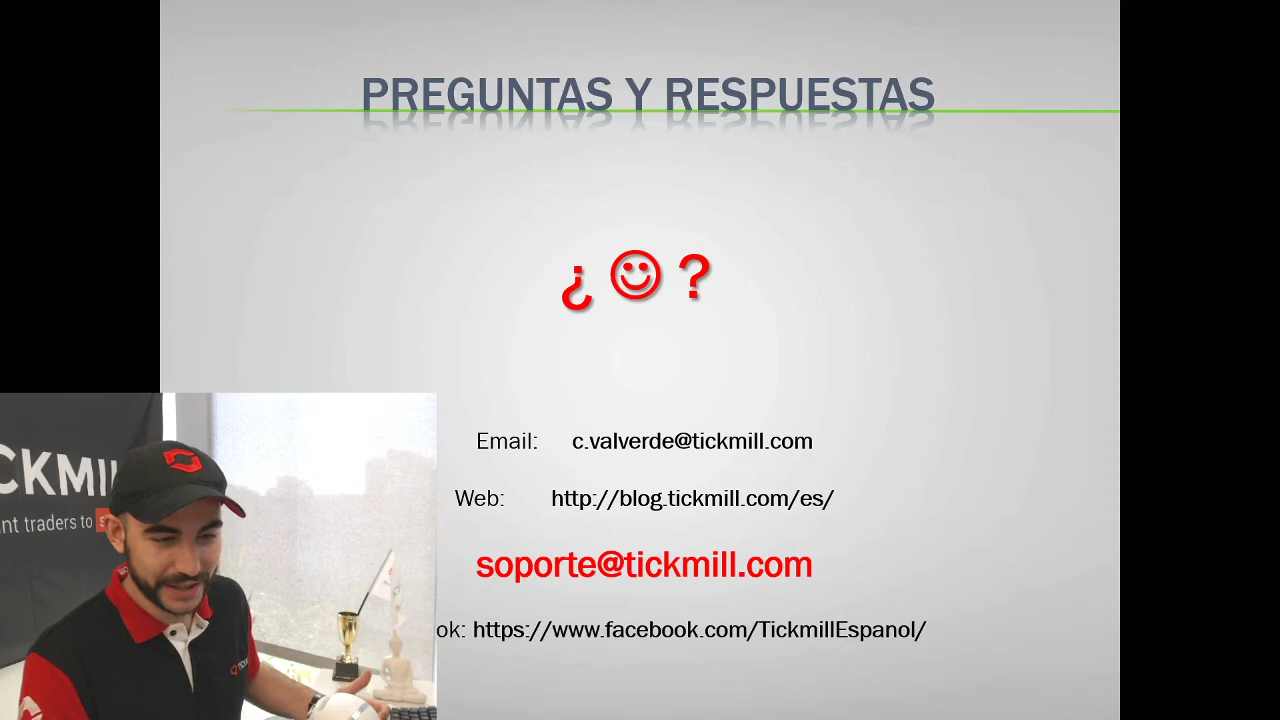 PREGUNTAS Y RESPUESTAS
¿ ☺ ?
Email: c.valverde@tickmill.com
Web: http://blog.tickmill.com/es/
soporte@tickmill.com
ok: https://www.facebook.com/TickmillEspanol/
CKMIL
nt traders to s